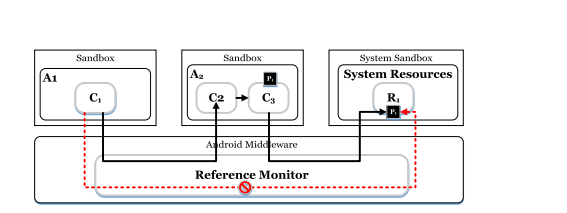 Sandbox
Sandbox
System Sandbox
A1
C1
A2
P1
C2
C3
System Resources
R1
P1
Android Middleware
Reference Monitor